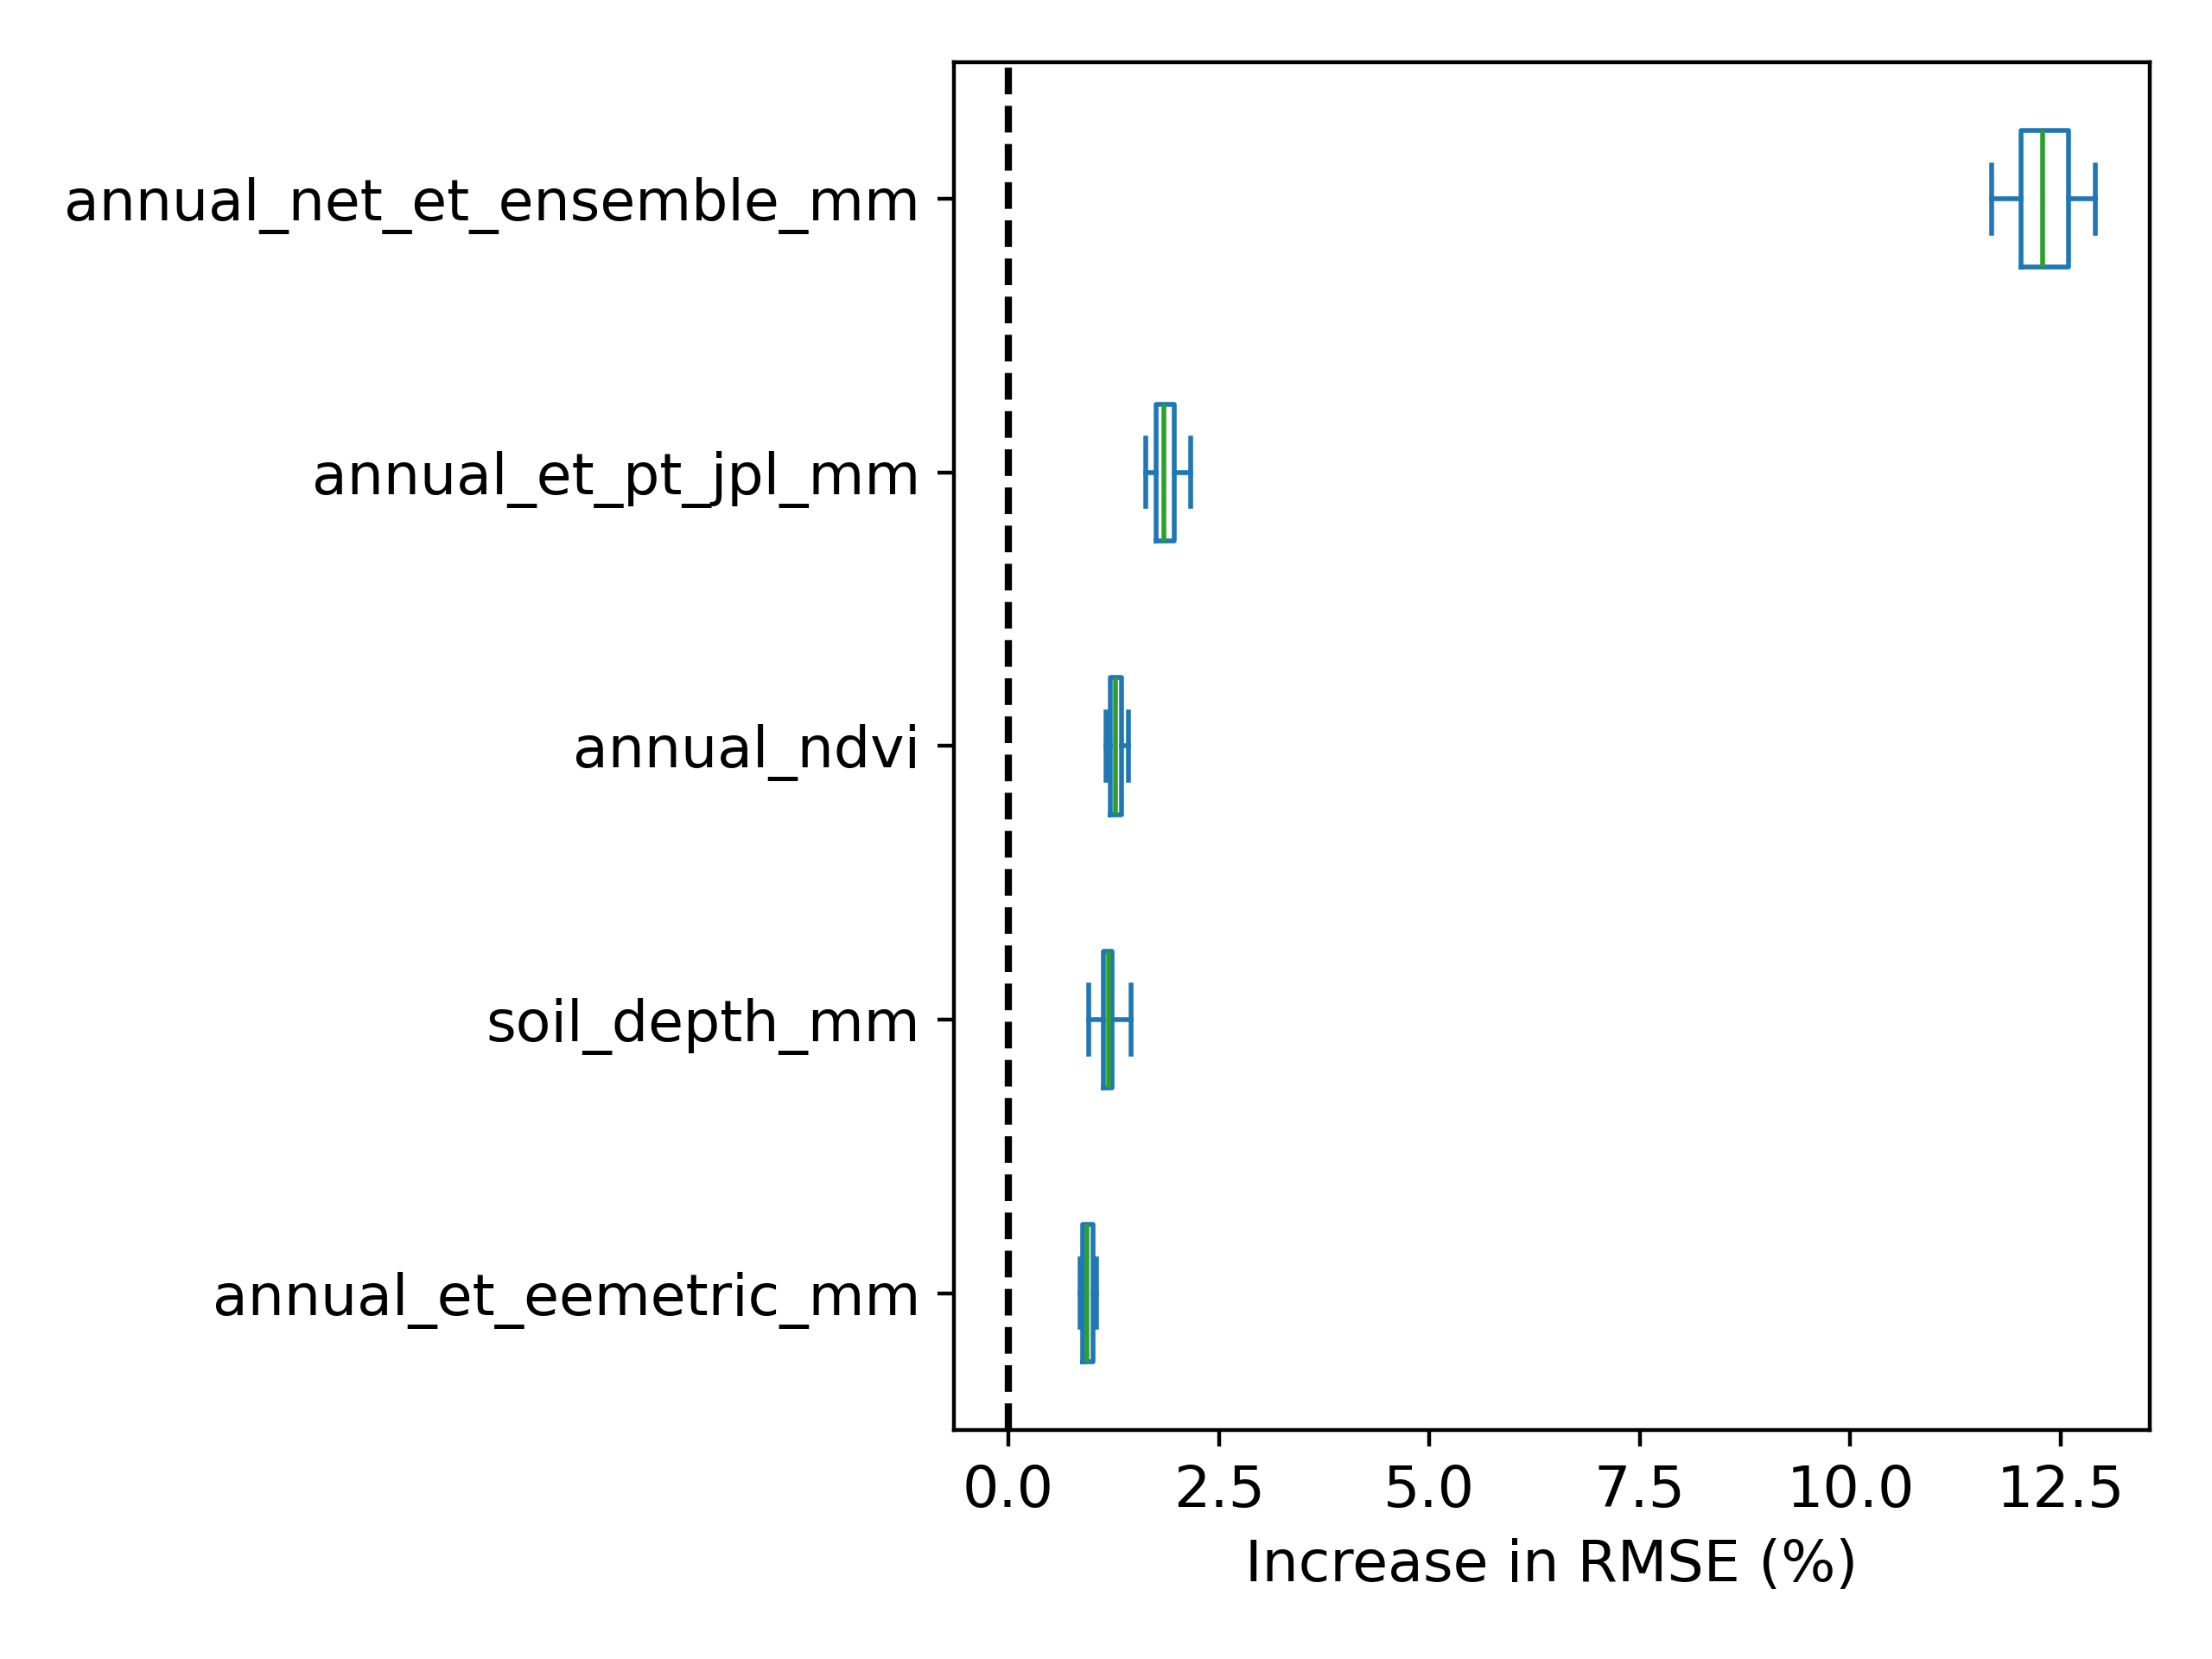 annual_net_et_ensemble_mm
annual_et_pt_jpl_mm
annual_ndvi
soil_depth_mm
annual_et_eemetric_mm
0.0 2.5 5.0 7.5 10.0 12.5
Increase in RMSE (%)